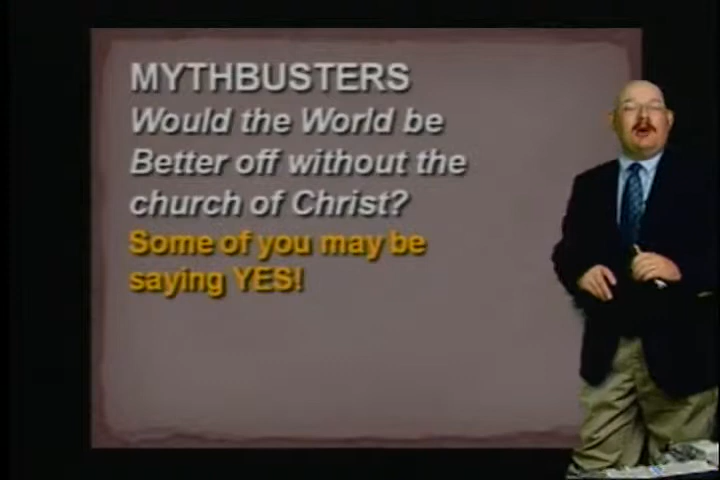 MYTHBUSTERS
Would the World be
Better off without the
church of Christ?
Some of you may be
saying YES!